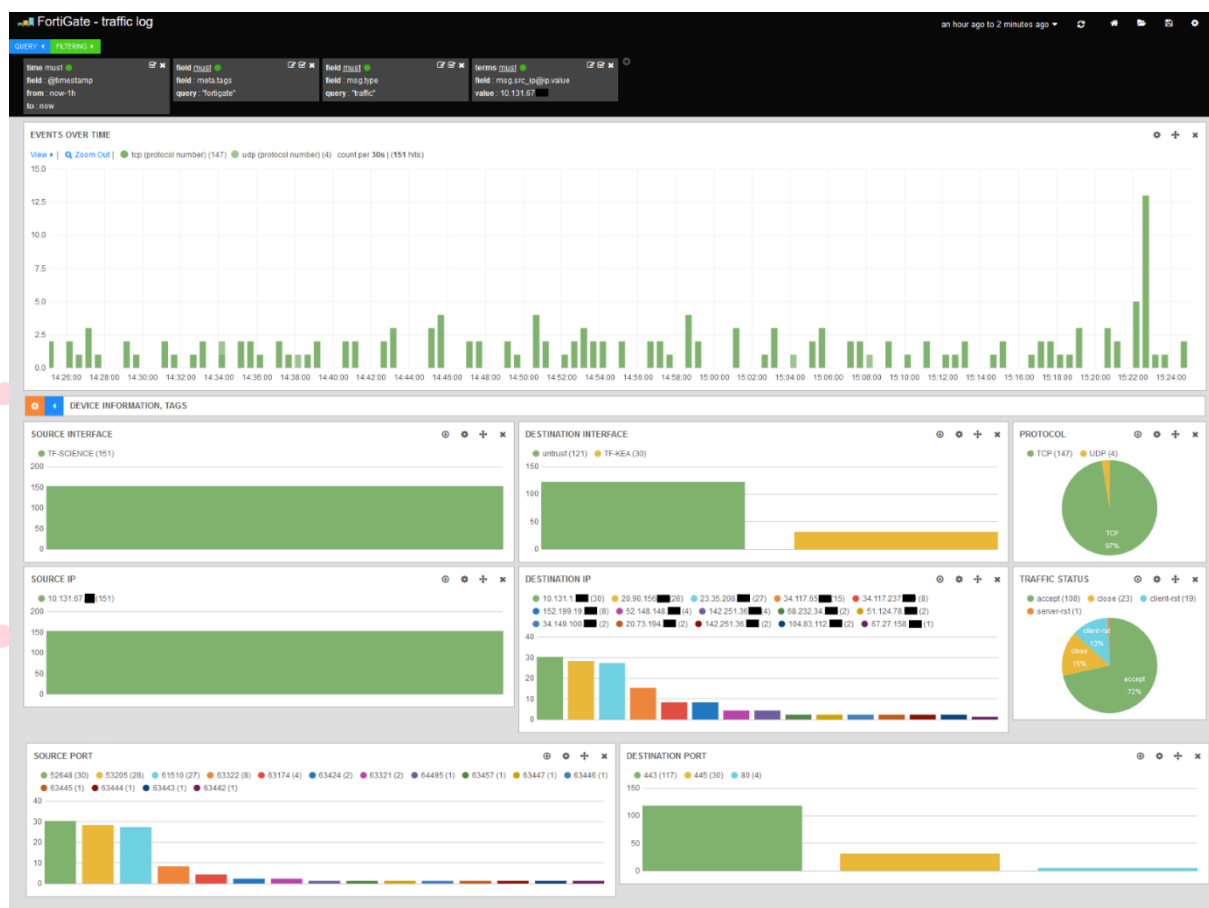 FortiGate - traffic log
an hour ago to 2 minutes ago
QUERY FILTERING
time must
field : @timestamp
from : now-1h
to : now
field must
field : meta.tags
query : "fortigate"
field must
field : msg.type
query : "traffic"
terms must
field : msg.src_ip@ip.value
value : 10.131.67
EVENTS OVER TIME
View | Zoom Out | tcp (protocol number) (147) udp (protocol number) (4) count per 30s | (151 hits)
15.0
12.5
10.0
7.5
5.0
2.5
0.0
14:26:00 14:28:00 14:30:00 14:32:00 14:34:00 14:36:00 14:38:00 14:40:00 14:42:00 14:44:00 14:46:00 14:48:00 14:50:00 14:52:00 14:54:00 14:56:00 14:58:00 15:00:00 15:02:00 15:04:00 15:06:00 15:08:00 15:10:00 15:12:00 15:14:00 15:16:00 15:18:00 15:20:00 15:22:00 15:24:00
DEVICE INFORMATION, TAGS
SOURCE INTERFACE
TF-SCIENCE (151)
200
150
100
50
0
DESTINATION INTERFACE
untrust (121) TF-KEA (30)
150
100
50
0
PROTOCOL
TCP (147) UDP (4)
TCP
97%
SOURCE IP
10.131.67 (151)
200
150
100
50
0
DESTINATION IP
10.131.1. (30) 20.90.156 (28) 23.35.208. (27) 34.117.65 (15) 34.117.237 (8)
152.199.19. (8) 52.148.148. (4) 142.251.36 (4) 68.232.34. (2) 51.124.78. (2)
34.149.100. (2) 20.73.194. (2) 142.251.36. (2) 104.83.112. (2) 67.27.158. (1)
40
30
20
10
0
TRAFFIC STATUS
accept (108) close (23) client-rst (19)
server-rst (1)
client-rst
13%
close
15%
accept
72%
SOURCE PORT
52648 (30) 53205 (28) 61510 (27) 63322 (8) 63174 (4) 63424 (2) 63321 (2) 64495 (1) 63457 (1) 63447 (1) 63446 (1)
63445 (1) 63444 (1) 63443 (1) 63442 (1)
40
30
20
10
0
DESTINATION PORT
443 (117) 445 (30) 80 (4)
150
100
50
0